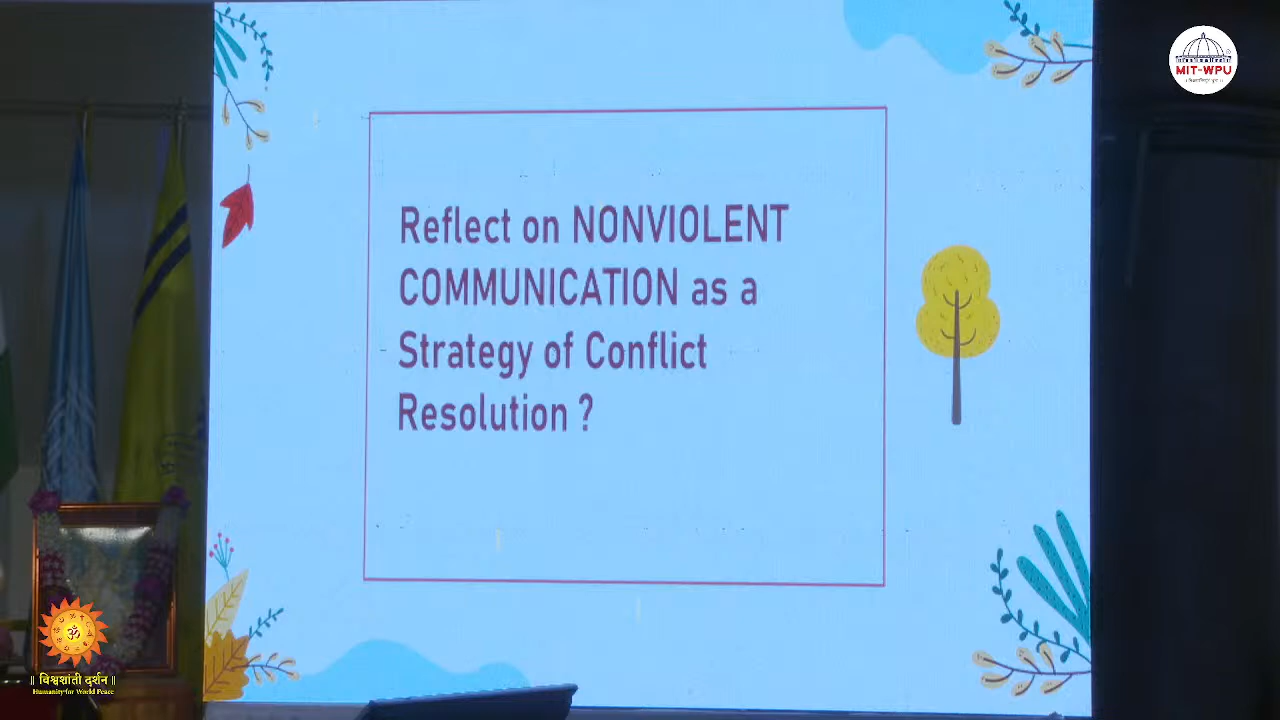 MIT-WPU
Reflect on NONVIOLENT
COMMUNICATION as a
Strategy of Conflict
Resolution ?
॥ विश्वशांती दर्शन ॥
Humanity for World Peace